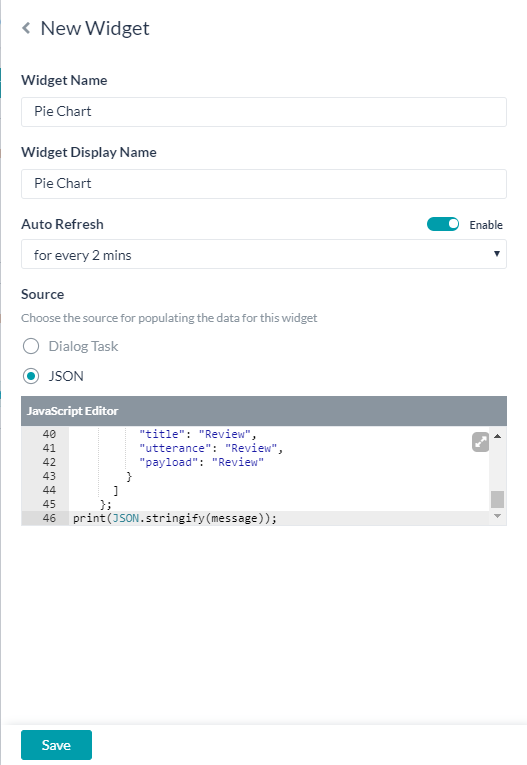 New Widget
Widget Name
Pie Chart
Widget Display Name
Pie Chart
Auto Refresh
Enable
for every 2 mins
Source
Choose the source for populating the data for this widget
Dialog Task
JSON
JavaScript Editor
40 "title": "Review",
41 "utterance": "Review",
42 "payload": "Review"
43 }
44 ]
45 };
46 print(JSON.stringify(message));
Save